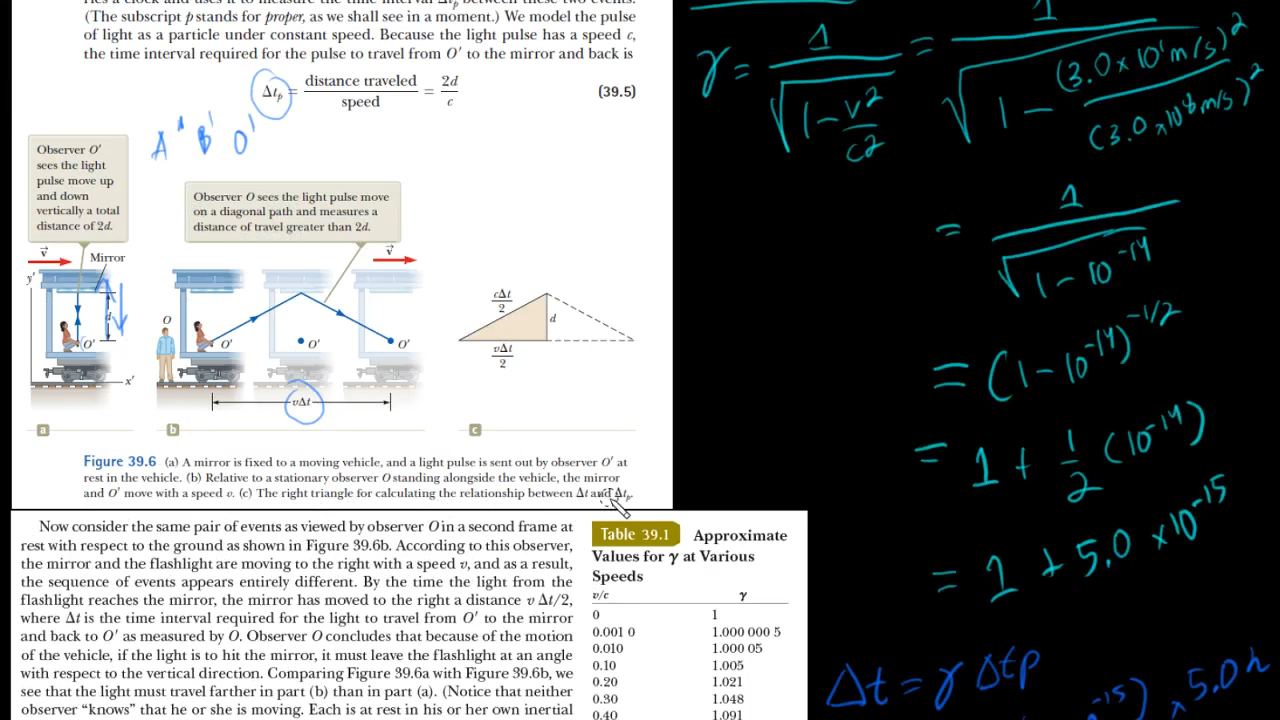 ries a clock and uses it to measure the time interval Δtp between these two events.
(The subscript p stands for proper, as we shall see in a moment.) We model the pulse
of light as a particle under constant speed. Because the light pulse has a speed c,
the time interval required for the pulse to travel from O′ to the mirror and back is
Δtp = distance traveled / speed = 2d / c (39.5)
A' B' O'
Observer O′
sees the light
pulse move up
and down
vertically a total
distance of 2d.
Observer O sees the light pulse move
on a diagonal path and measures a
distance of travel greater than 2d.
v
Mirror
v
y′
d
O′
x′
O
O′
O′
O′
vΔt
cΔt / 2
d
vΔt / 2
a
b
c
Figure 39.6 (a) A mirror is fixed to a moving vehicle, and a light pulse is sent out by observer O′ at
rest in the vehicle. (b) Relative to a stationary observer O standing alongside the vehicle, the mirror
and O′ move with a speed v. (c) The right triangle for calculating the relationship between Δt and Δtp.
Now consider the same pair of events as viewed by observer O in a second frame at
rest with respect to the ground as shown in Figure 39.6b. According to this observer,
the mirror and the flashlight are moving to the right with a speed v, and as a result,
the sequence of events appears entirely different. By the time the light from the
flashlight reaches the mirror, the mirror has moved to the right a distance v Δt/2,
where Δt is the time interval required for the light to travel from O′ to the mirror
and back to O′ as measured by O. Observer O concludes that because of the motion
of the vehicle, if the light is to hit the mirror, it must leave the flashlight at an angle
with respect to the vertical direction. Comparing Figure 39.6a with Figure 39.6b, we
see that the light must travel farther in part (b) than in part (a). (Notice that neither
observer “knows” that he or she is moving. Each is at rest in his or her own inertial
Table 39.1 Approximate
Values for γ at Various
Speeds
v/c γ
0 1
0.001 0 1.000 000 5
0.010 1.000 05
0.10 1.005
0.20 1.021
0.30 1.048
0.40 1.091
γ = 1 / √(1 - v² / c²) = 1 / √(1 - (3.0 × 10¹ m/s)² / (3.0 × 10⁸ m/s)²)
= 1 / √(1 - 10⁻¹⁴)
= (1 - 10⁻¹⁴)^-1/2
= 1 + 1/2 (10⁻¹⁴)
= 1 + 5.0 × 10⁻¹⁵
Δt = γ Δtp
⁻¹⁵) × 5.0 h